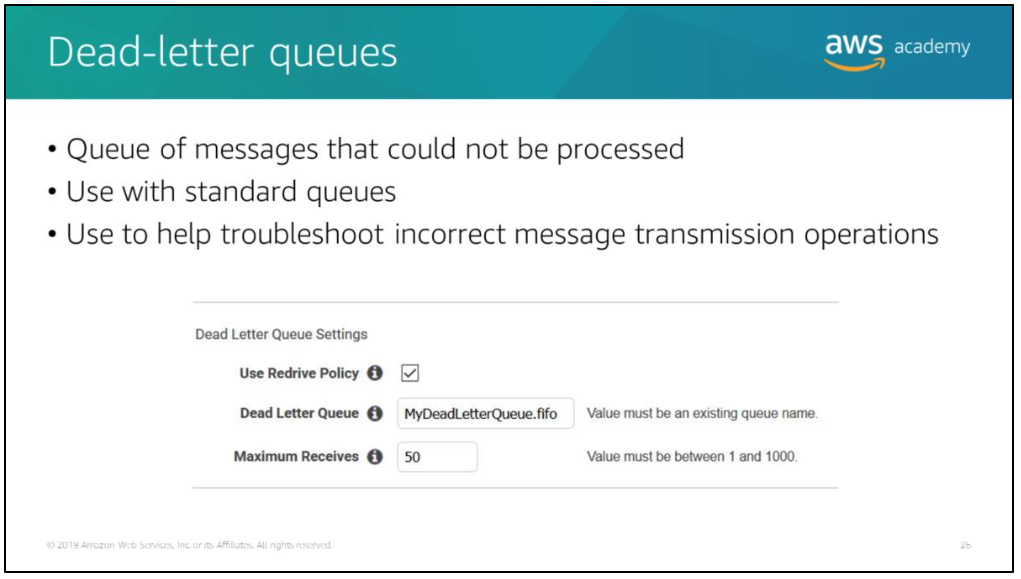 Dead-letter queues
aws academy
• Queue of messages that could not be processed
• Use with standard queues
• Use to help troubleshoot incorrect message transmission operations
Dead Letter Queue Settings
Use Redrive Policy
Dead Letter Queue MyDeadLetterQueue.fifo Value must be an existing queue name.
Maximum Receives 50 Value must be between 1 and 1000.
© 2019 Amazon Web Services, Inc. or its Affiliates. All rights reserved. 26